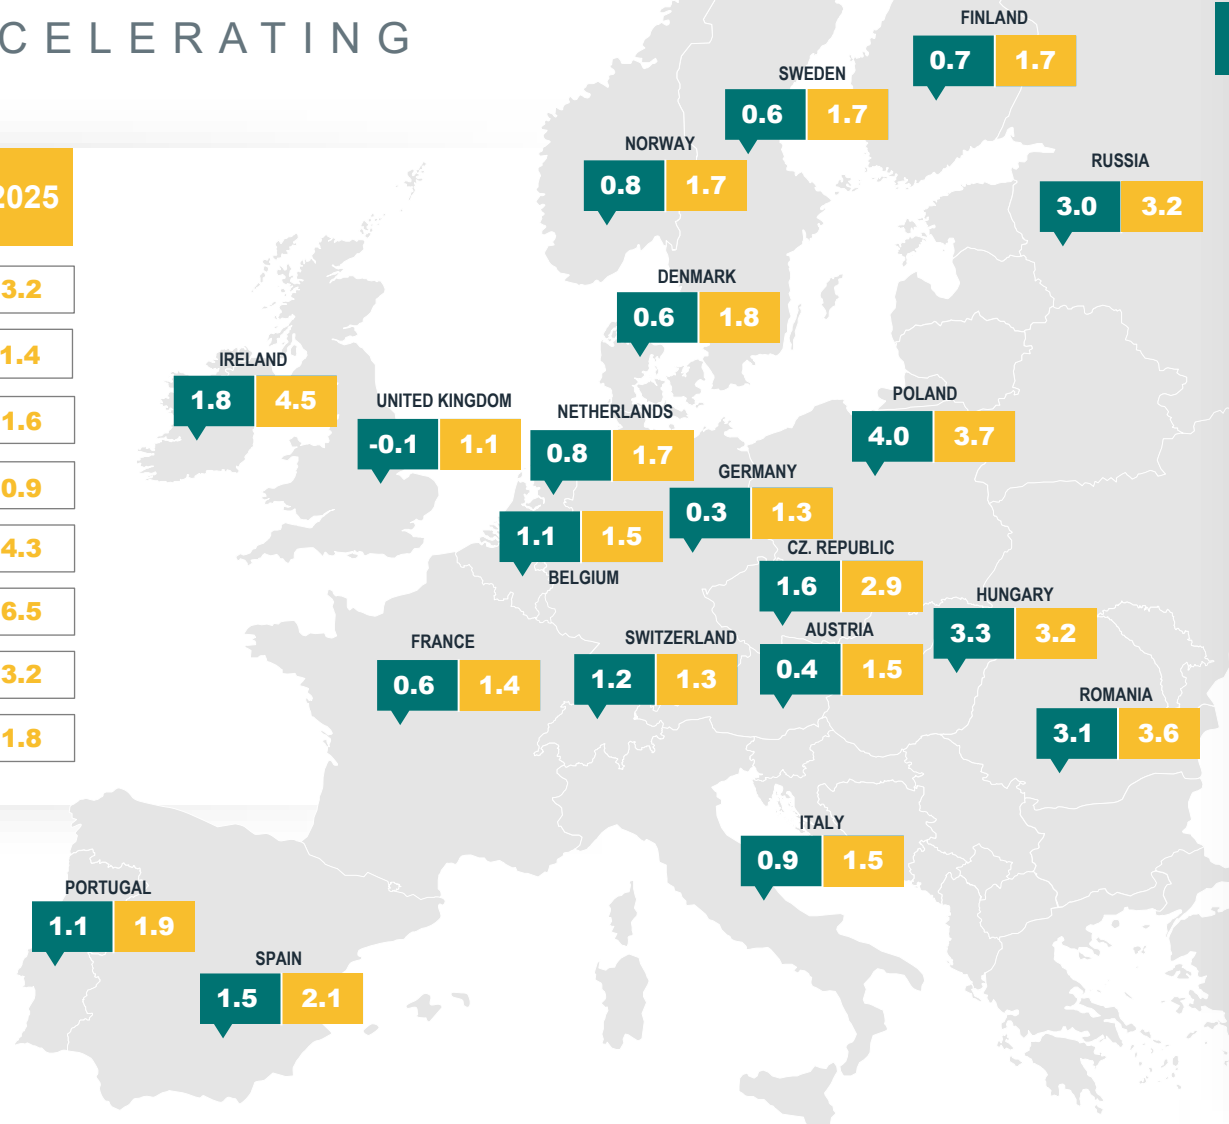 CELERATING
2025
3.2
1.4
1.6
0.9
4.3
6.5
3.2
1.8
FINLAND
0.7 1.7
SWEDEN
0.6 1.7
NORWAY
0.8 1.7
RUSSIA
3.0 3.2
DENMARK
0.6 1.8
IRELAND
1.8 4.5
UNITED KINGDOM
-0.1 1.1
NETHERLANDS
0.8 1.7
POLAND
4.0 3.7
GERMANY
0.3 1.3
1.1 1.5
BELGIUM
CZ. REPUBLIC
1.6 2.9
HUNGARY
3.3 3.2
FRANCE
0.6 1.4
SWITZERLAND
1.2 1.3
AUSTRIA
0.4 1.5
ROMANIA
3.1 3.6
ITALY
0.9 1.5
PORTUGAL
1.1 1.9
SPAIN
1.5 2.1